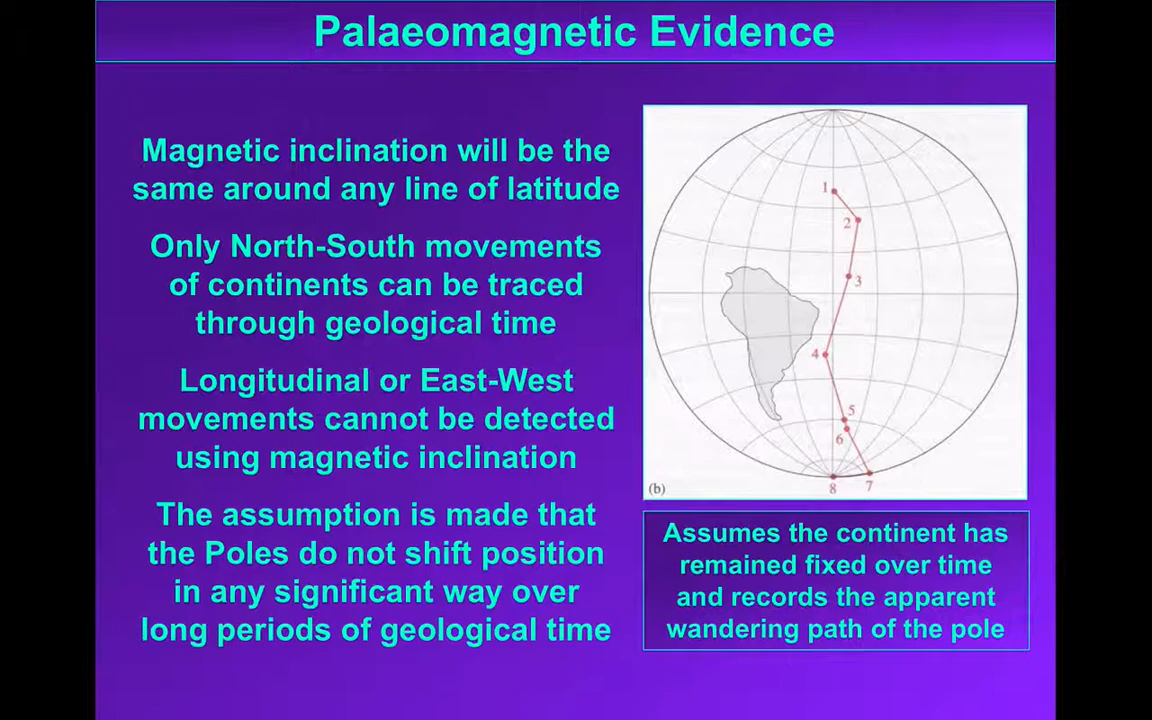 Palaeomagnetic Evidence
Magnetic inclination will be the
same around any line of latitude
Only North-South movements
of continents can be traced
through geological time
Longitudinal or East-West
movements cannot be detected
using magnetic inclination
The assumption is made that
the Poles do not shift position
in any significant way over
long periods of geological time
1
2
3
4
5
6
8 7
(b)
Assumes the continent has
remained fixed over time
and records the apparent
wandering path of the pole